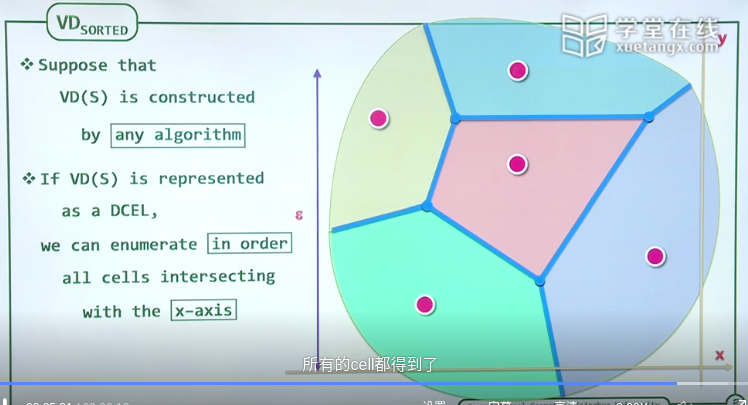 VD SORTED
学堂在线
xuetangx.com
y
❖ Suppose that
VD(S) is constructed
by any algorithm
❖ If VD(S) is represented
as a DCEL,
ε
we can enumerate in order
all cells intersecting
with the x-axis
所有的cell都得到了
x